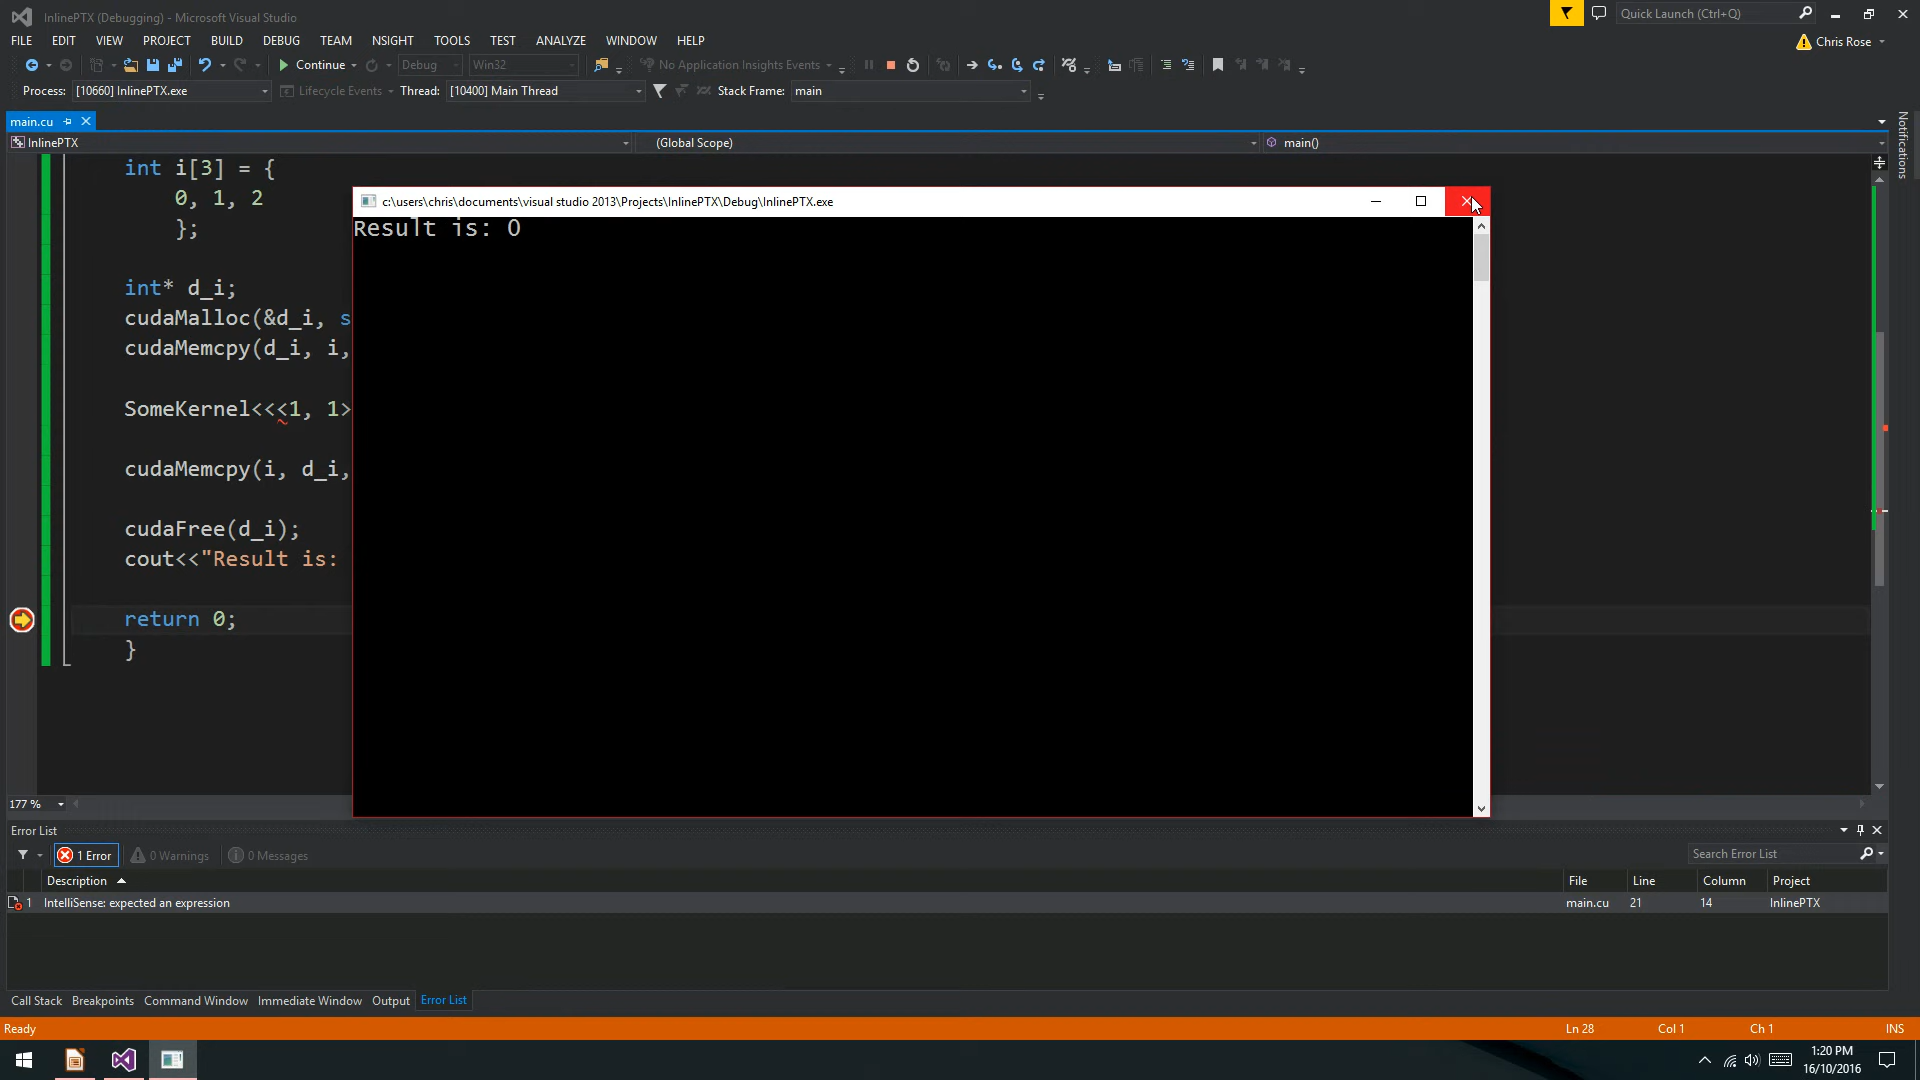 InlinePTX (Debugging) - Microsoft Visual Studio
Quick Launch (Ctrl+Q)
FILE EDIT VIEW PROJECT BUILD DEBUG TEAM NSIGHT TOOLS TEST ANALYZE WINDOW HELP
Chris Rose
Continue Debug Win32 No Application Insights Events
Process: [10660] InlinePTX.exe Lifecycle Events Thread: [10400] Main Thread Stack Frame: main
main.cu
InlinePTX (Global Scope) main()
Notifications
int i[3] = {
0, 1, 2
};
int* d_i;
cudaMalloc(&d_i, s
cudaMemcpy(d_i, i,
SomeKernel<<<1, 1>
cudaMemcpy(i, d_i,
cudaFree(d_i);
cout<<"Result is:
return 0;
}
c:\users\chris\documents\visual studio 2013\Projects\InlinePTX\Debug\InlinePTX.exe
Result is: 0
177 %
Error List
1 Error 0 Warnings 0 Messages
Search Error List
Description File Line Column Project
1 IntelliSense: expected an expression main.cu 21 14 InlinePTX
Call Stack Breakpoints Command Window Immediate Window Output Error List
Ready Ln 28 Col 1 Ch 1 INS
1:20 PM
16/10/2016